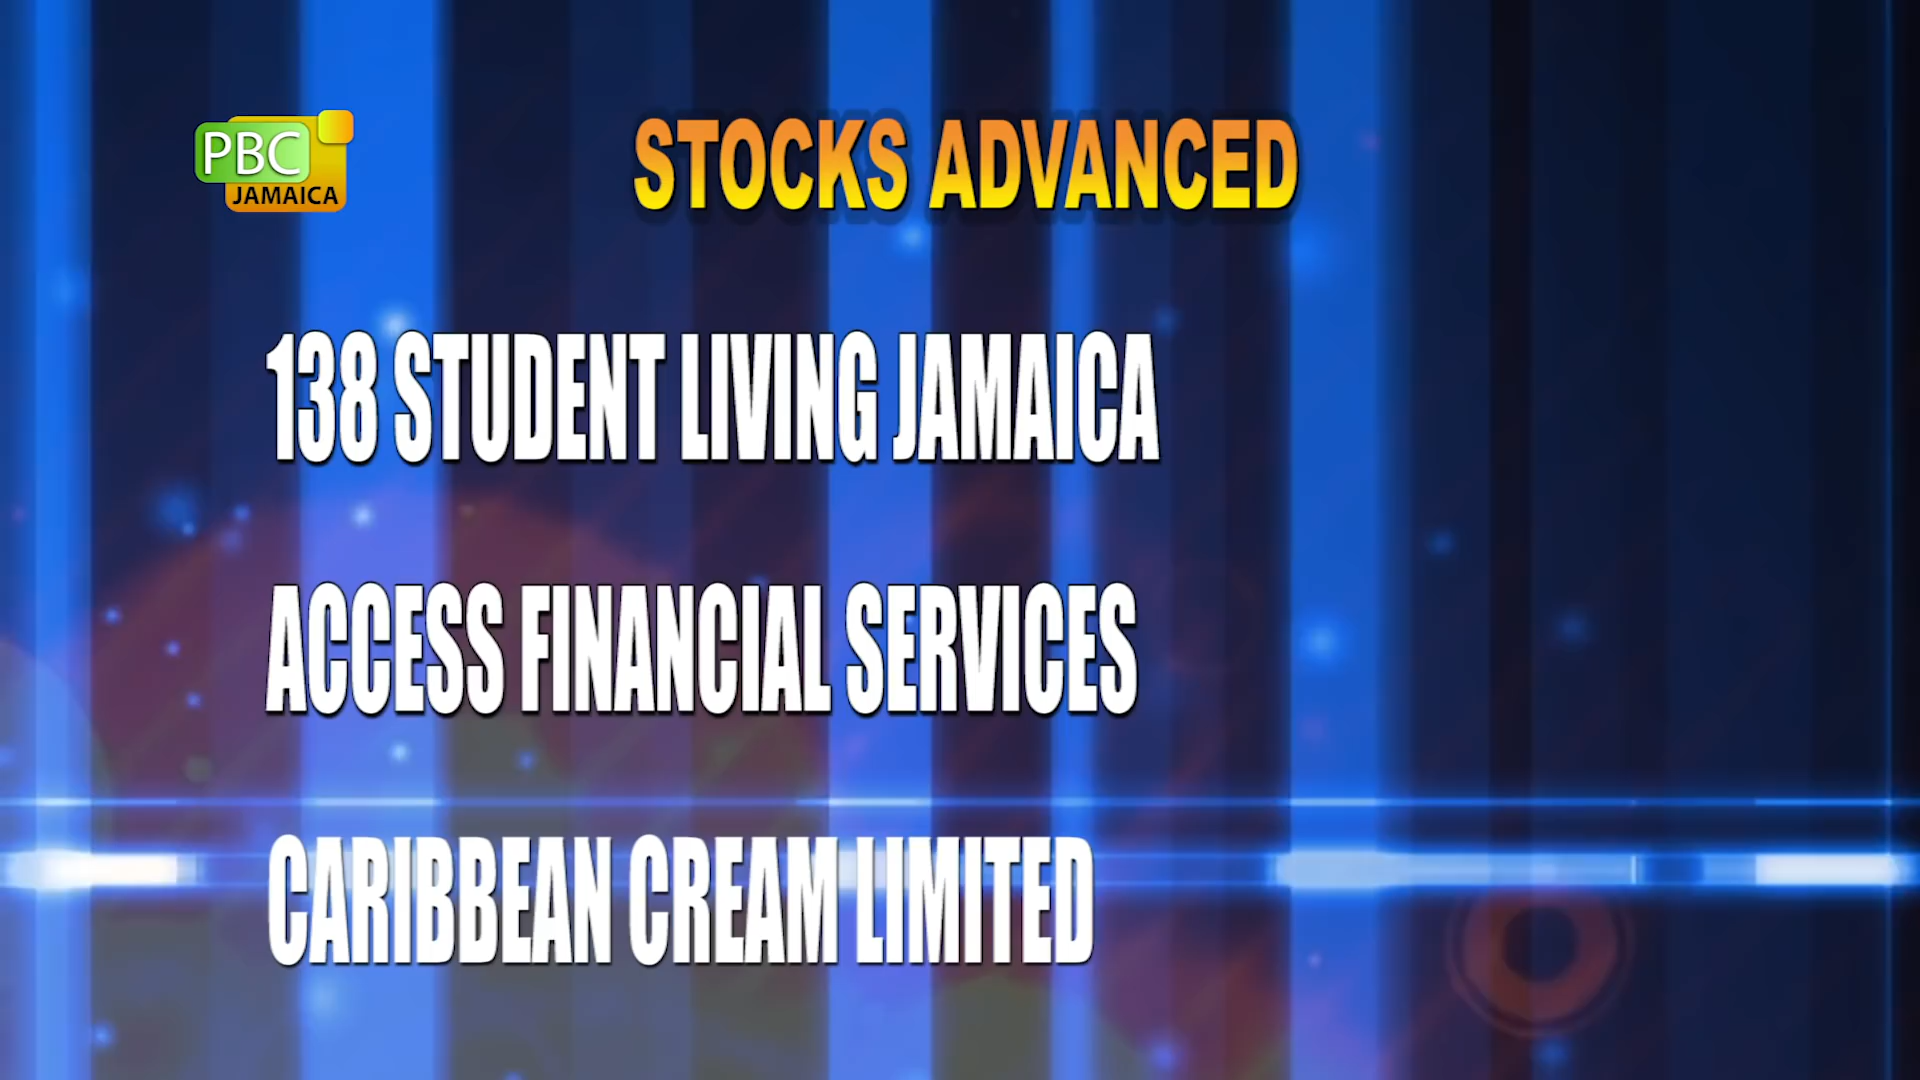 PBC
JAMAICA
STOCKS ADVANCED
138 STUDENT LIVING JAMAICA
ACCESS FINANCIAL SERVICES
CARIBBEAN CREAM LIMITED